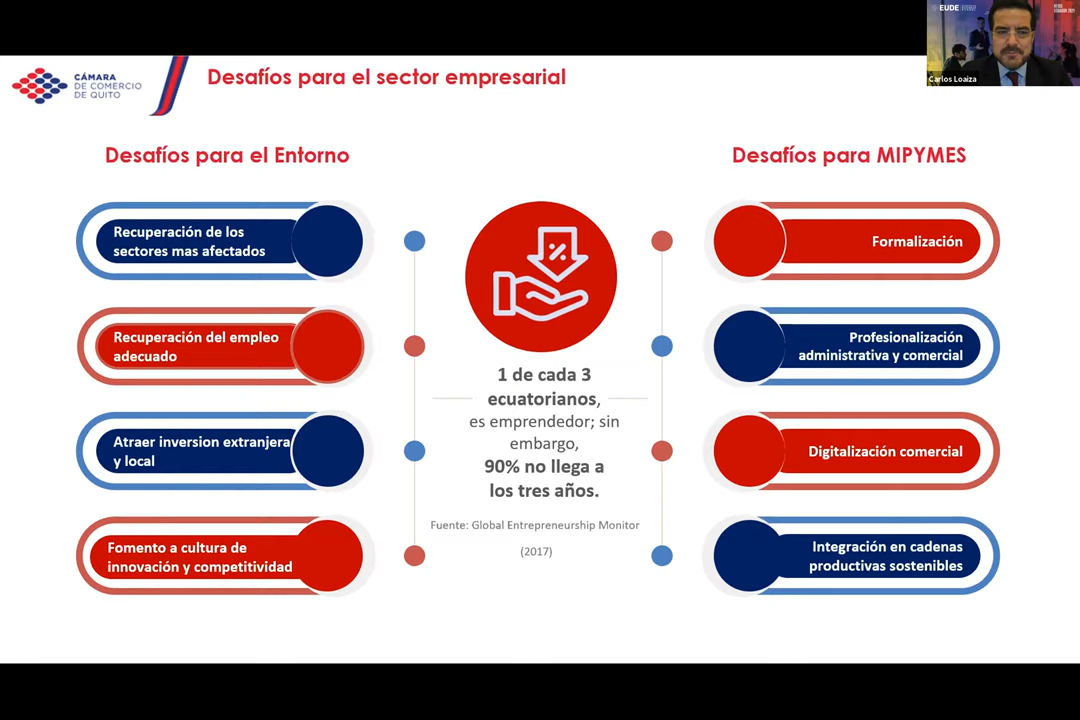 CÁMARA
DE COMERCIO
DE QUITO
Desafíos para el sector empresarial
EUDE
Carlos Loaiza
Desafíos para el Entorno
Recuperación de los
sectores mas afectados
Recuperación del empleo
adecuado
Atraer inversion extranjera
y local
Fomento a cultura de
innovación y competitividad
%
1 de cada 3
ecuatorianos,
es emprendedor; sin
embargo,
90% no llega a
los tres años.
Fuente: Global Entrepreneurship Monitor
(2017)
Desafíos para MIPYMES
Formalización
Profesionalización
administrativa y comercial
Digitalización comercial
Integración en cadenas
productivas sostenibles